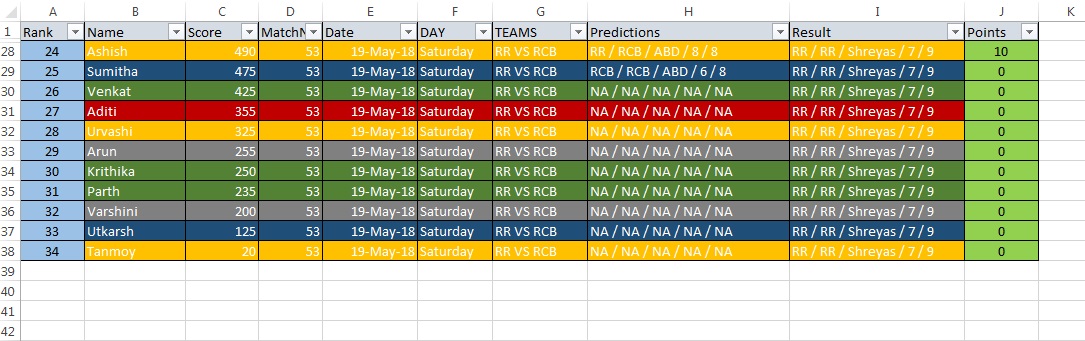 A B C D E F G H I J K
1 Rank Name Score MatchN Date DAY TEAMS Predictions Result Points
28 24 Ashish 490 53 19-May-18 Saturday RR VS RCB RR / RCB / ABD / 8 / 8 RR / RR / Shreyas / 7 / 9 10
29 25 Sumitha 475 53 19-May-18 Saturday RR VS RCB RCB / RCB / ABD / 6 / 8 RR / RR / Shreyas / 7 / 9 0
30 26 Venkat 425 53 19-May-18 Saturday RR VS RCB NA / NA / NA / NA / NA RR / RR / Shreyas / 7 / 9 0
31 27 Aditi 355 53 19-May-18 Saturday RR VS RCB NA / NA / NA / NA / NA RR / RR / Shreyas / 7 / 9 0
32 28 Urvashi 325 53 19-May-18 Saturday RR VS RCB NA / NA / NA / NA / NA RR / RR / Shreyas / 7 / 9 0
33 29 Arun 255 53 19-May-18 Saturday RR VS RCB NA / NA / NA / NA / NA RR / RR / Shreyas / 7 / 9 0
34 30 Krithika 250 53 19-May-18 Saturday RR VS RCB NA / NA / NA / NA / NA RR / RR / Shreyas / 7 / 9 0
35 31 Parth 235 53 19-May-18 Saturday RR VS RCB NA / NA / NA / NA / NA RR / RR / Shreyas / 7 / 9 0
36 32 Varshini 200 53 19-May-18 Saturday RR VS RCB NA / NA / NA / NA / NA RR / RR / Shreyas / 7 / 9 0
37 33 Utkarsh 125 53 19-May-18 Saturday RR VS RCB NA / NA / NA / NA / NA RR / RR / Shreyas / 7 / 9 0
38 34 Tanmoy 20 53 19-May-18 Saturday RR VS RCB NA / NA / NA / NA / NA RR / RR / Shreyas / 7 / 9 0
39
40
41
42